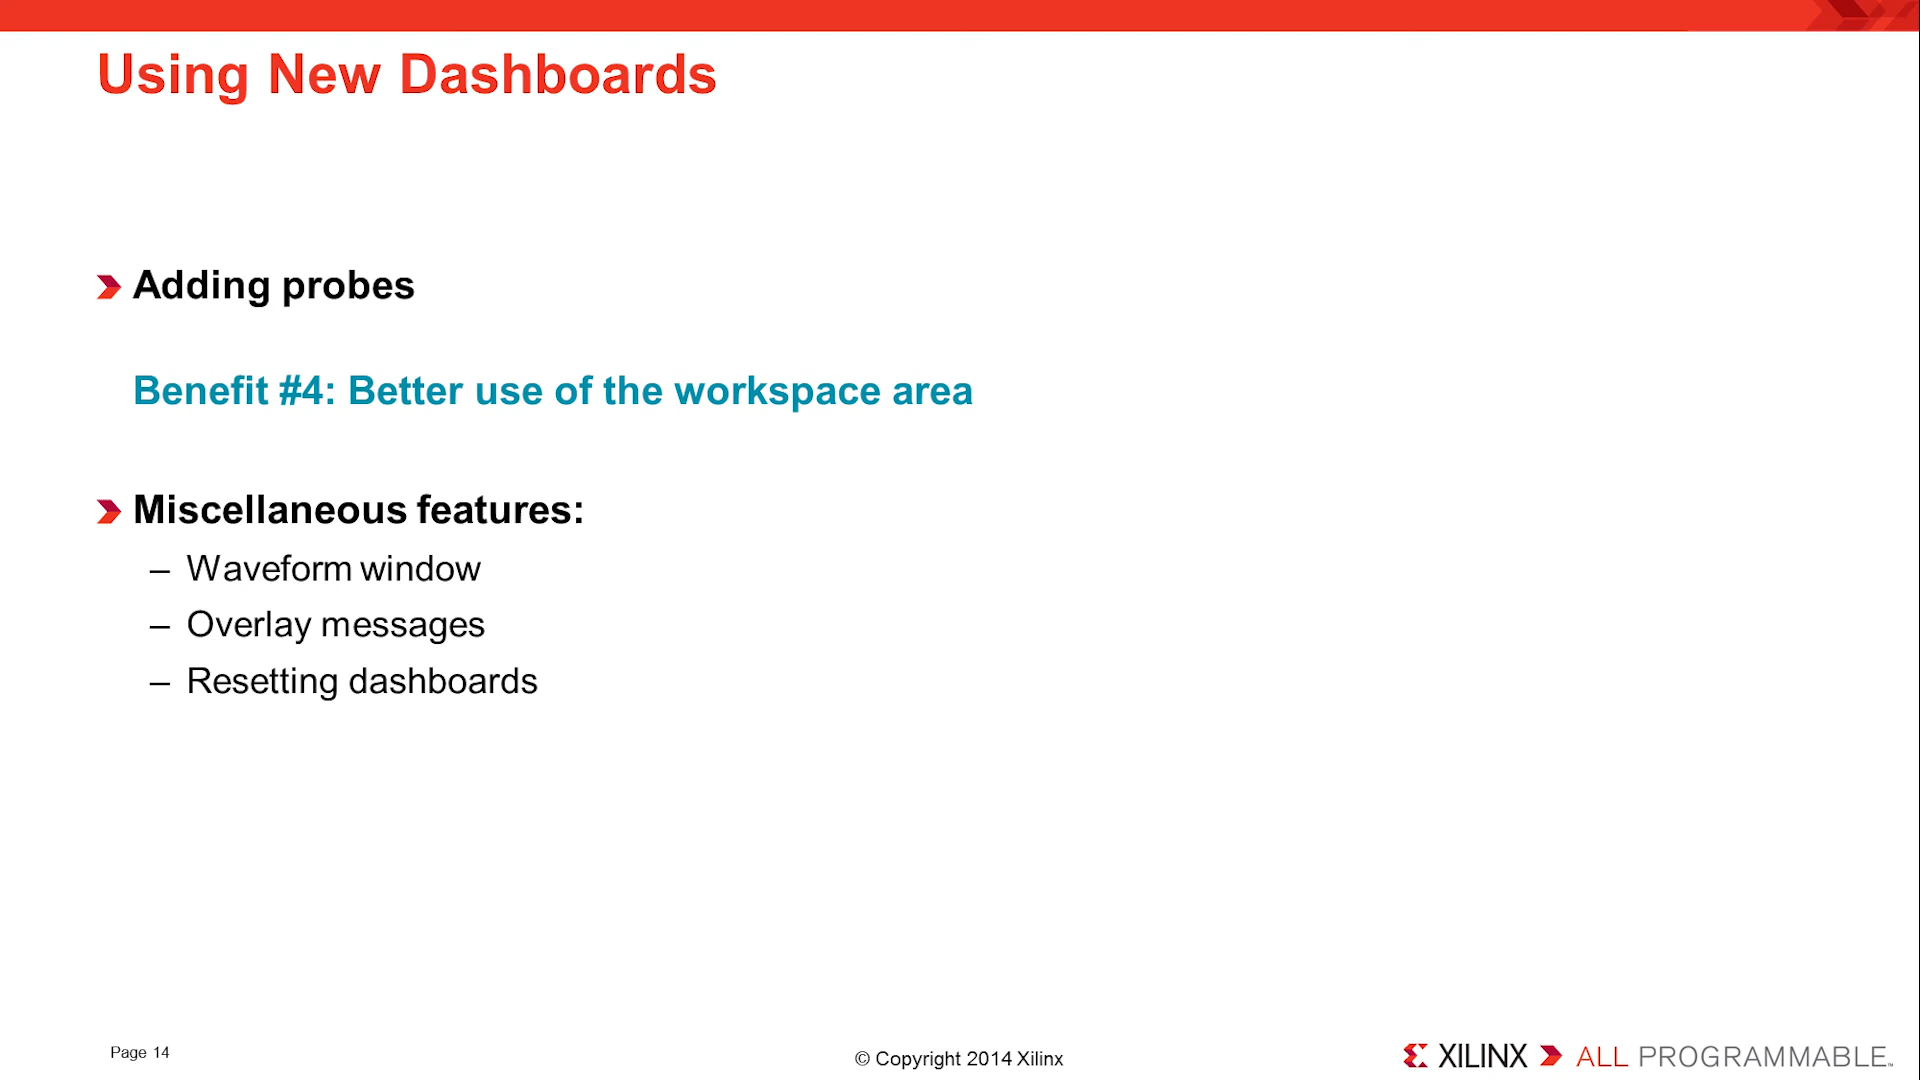 Using New Dashboards
Adding probes
Benefit #4: Better use of the workspace area
Miscellaneous features:
– Waveform window
– Overlay messages
– Resetting dashboards
Page 14
© Copyright 2014 Xilinx
XILINX ALL PROGRAMMABLE™